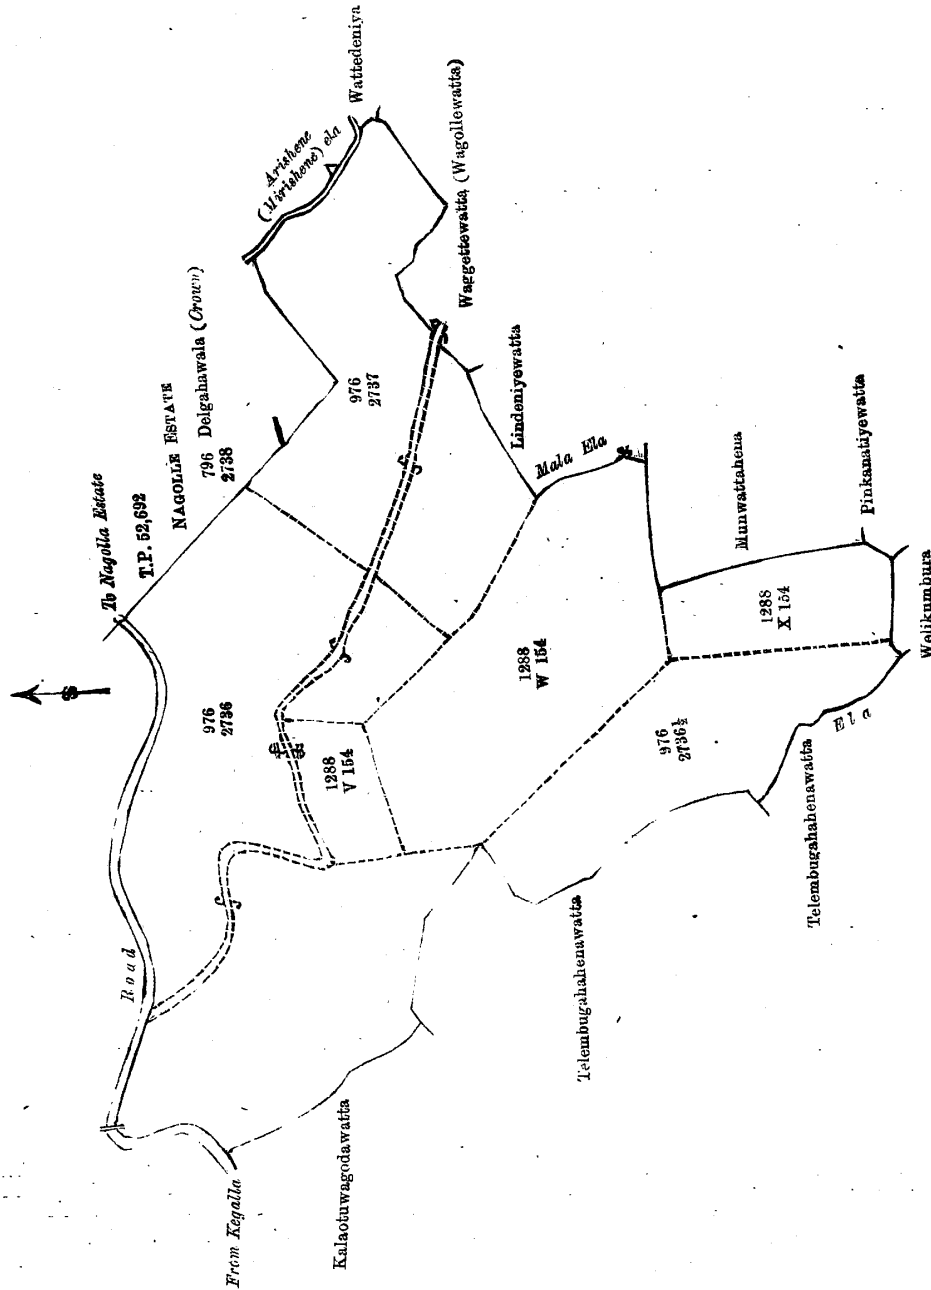 From Kegalla
Road
To Nagolla Estate
T.P. 52,692
NAGOLLE ESTATE
796 Delgahawala (Crown)
2738
Arishene
(Mirishene) ela
Wattedeniya
Waggettewatta (Wagollewatta)
976
2737
976
2736
1288
V 154
Lindeniyewatta
Mala Ela
1288
W 154
Munwattahena
1288
X 154
Pinkanatiyewatta
Welikumbura
Ela
976
2736½
Telembugahahenawatta
Telembugahahenawatta
Kalaotuwagodawatta